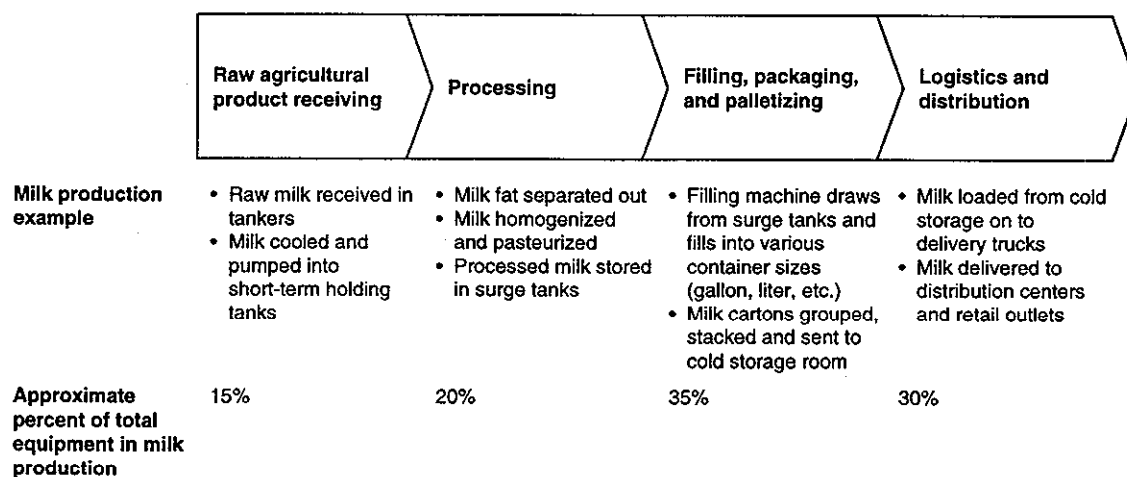 Raw agricultural
product receiving
Processing
Filling, packaging,
and palletizing
Logistics and
distribution
Milk production
example
• Raw milk received in
tankers
• Milk cooled and
pumped into
short-term holding
tanks
• Milk fat separated out
• Milk homogenized
and pasteurized
• Processed milk stored
in surge tanks
• Filling machine draws
from surge tanks and
fills into various
container sizes
(gallon, liter, etc.)
• Milk cartons grouped,
stacked and sent to
cold storage room
• Milk loaded from cold
storage on to
delivery trucks
• Milk delivered to
distribution centers
and retail outlets
Approximate
percent of total
equipment in milk
production
15%
20%
35%
30%